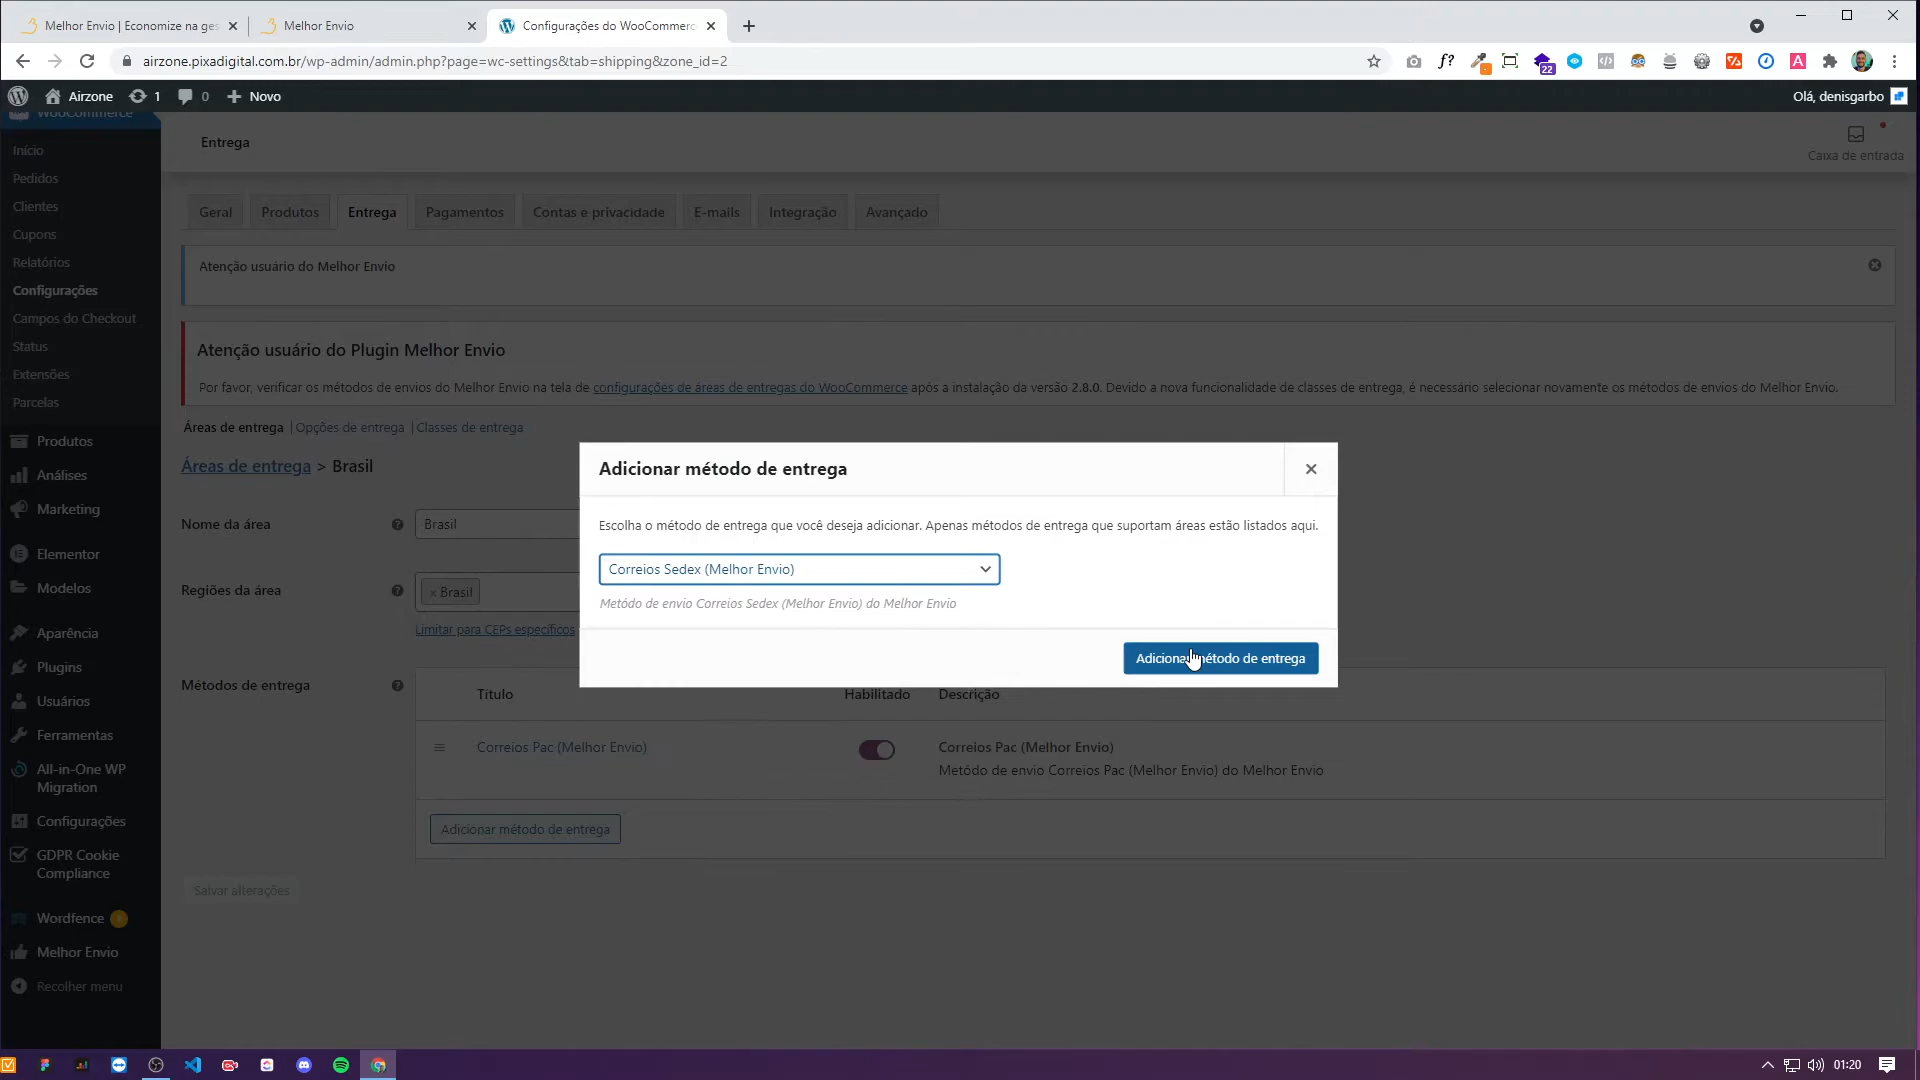 Melhor Envio | Economize na ges
Melhor Envio
Configurações do WooCommerc
airzone.pixadigital.com.br/wp-admin/admin.php?page=wc-settings&tab=shipping&zone_id=2
f?
22
A
Airzone
1
0
Novo
Olá, denisgarbo
WooCommerce
Início
Pedidos
Clientes
Cupons
Relatórios
Configurações
Campos do Checkout
Status
Extensões
Parcelas
Produtos
Análises
Marketing
Elementor
Modelos
Aparência
Plugins
Usuários
Ferramentas
All-in-One WP
Migration
Configurações
GDPR Cookie
Compliance
Wordfence
Melhor Envio
Recolher menu
Entrega
Caixa de entrada
Geral
Produtos
Entrega
Pagamentos
Contas e privacidade
E-mails
Integração
Avançado
Atenção usuário do Melhor Envio
Atenção usuário do Plugin Melhor Envio
Por favor, verificar os métodos de envios do Melhor Envio na tela de configurações de áreas de entregas do WooCommerce após a instalação da versão 2.8.0. Devido a nova funcionalidade de classes de entrega, é necessário selecionar novamente os métodos de envios do Melhor Envio.
Áreas de entrega | Opções de entrega | Classes de entrega
Áreas de entrega > Brasil
Nome da área
Brasil
Regiões da área
× Brasil
Limitar para CEPs específicos
Métodos de entrega
Título
Habilitado
Descrição
Correios Pac (Melhor Envio)
Correios Pac (Melhor Envio)
Metódo de envio Correios Pac (Melhor Envio) do Melhor Envio
Adicionar método de entrega
Salvar alterações
Adicionar método de entrega
Escolha o método de entrega que você deseja adicionar. Apenas métodos de entrega que suportam áreas estão listados aqui.
Correios Sedex (Melhor Envio)
Metódo de envio Correios Sedex (Melhor Envio) do Melhor Envio
Adicionar método de entrega
01:20